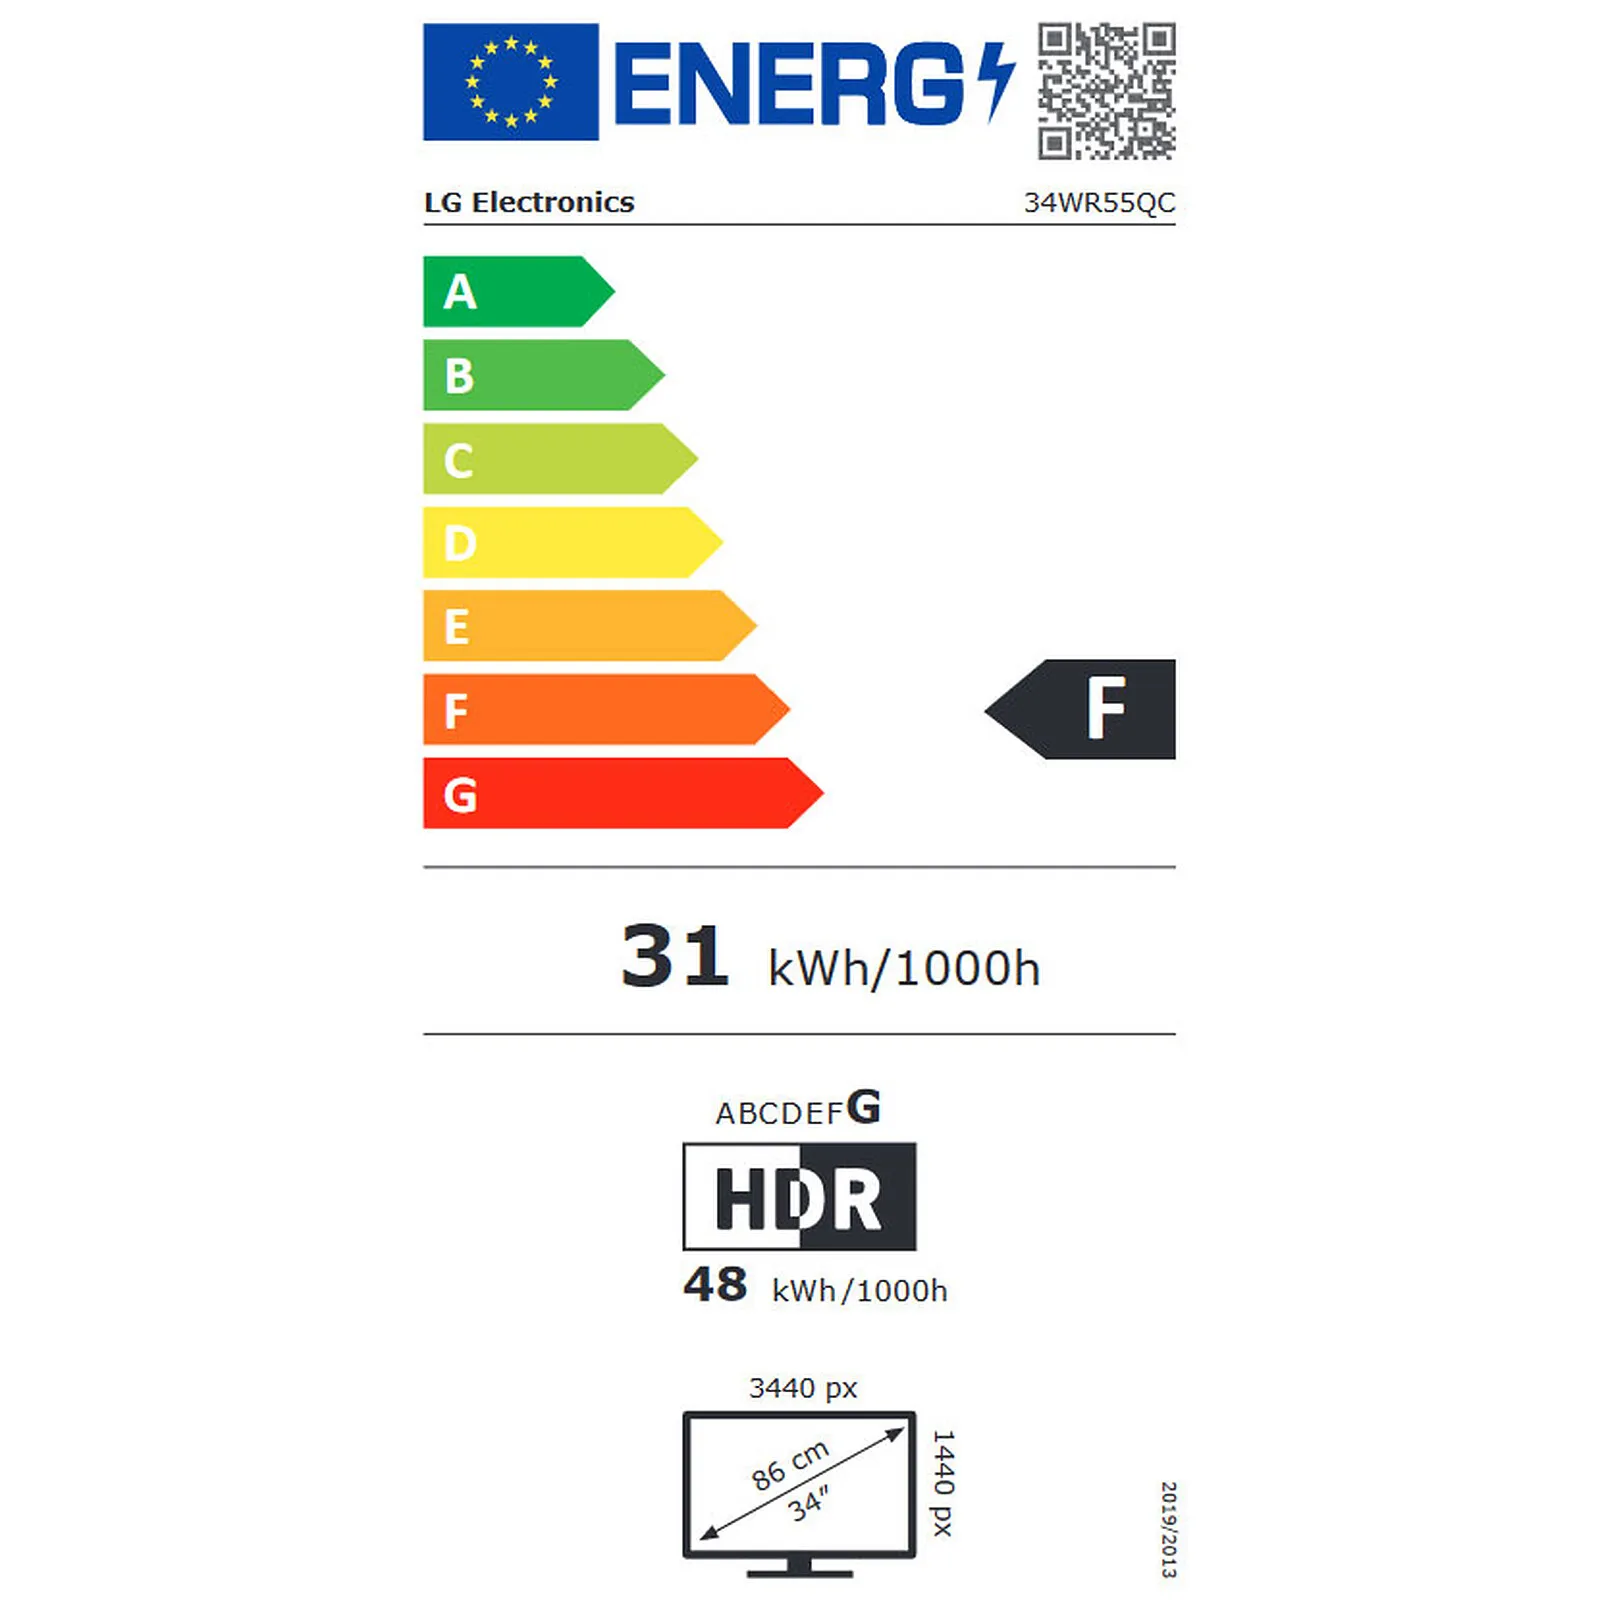 ENERG
LG Electronics
34WR55QC
A
B
C
D
E
F
F
G
31 kWh/1000h
ABCDEFG
HDR
48 kWh/1000h
3440 px
86 cm
34"
1440 px
2019/2013